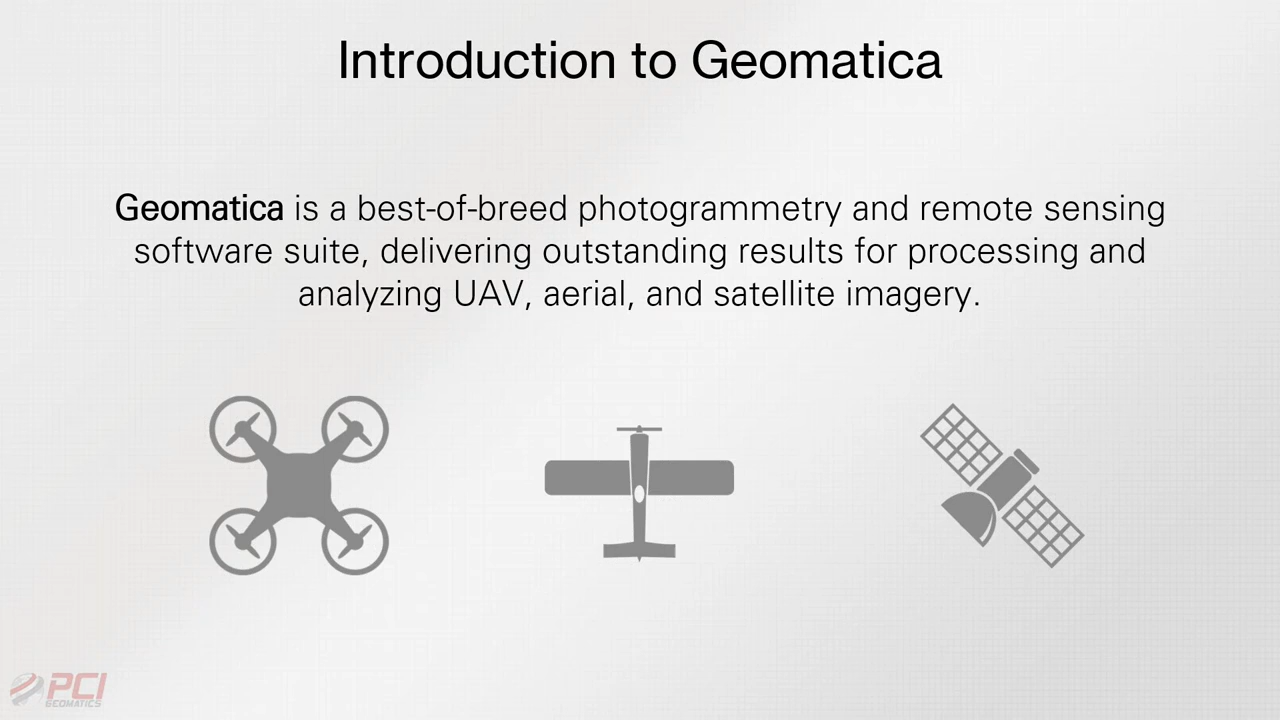 Introduction to Geomatica
Geomatica is a best-of-breed photogrammetry and remote sensing
software suite, delivering outstanding results for processing and
analyzing UAV, aerial, and satellite imagery.
PCI
GEOMATICS